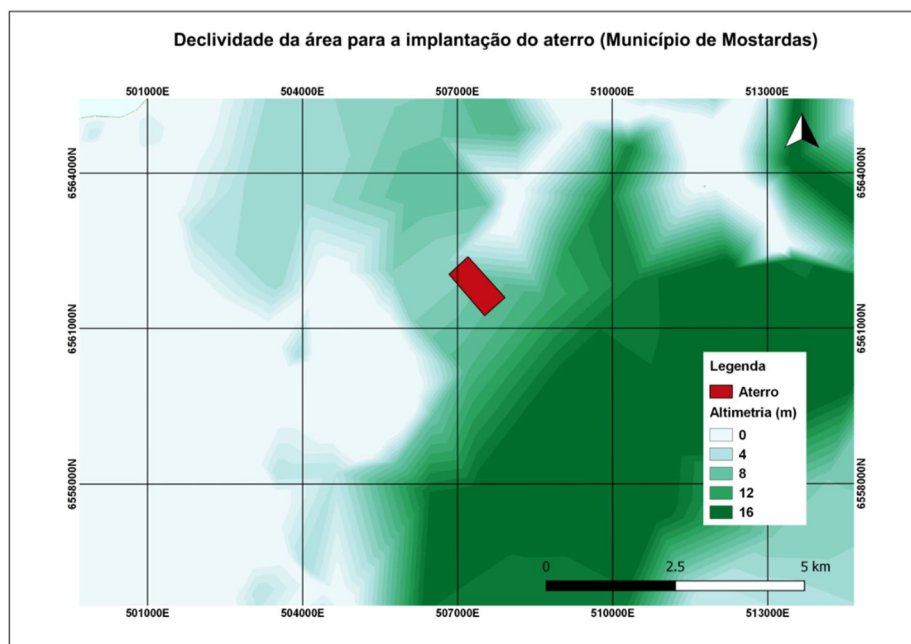 Declividade da área para a implantação do aterro (Município de Mostardas)
501000E 504000E 507000E 510000E 513000E
6564000N 6564000N
6561000N 6561000N
6558000N 6558000N
Legenda
Aterro
Altimetria (m)
0
4
8
12
16
0 2.5 5 km
501000E 504000E 507000E 510000E 513000E